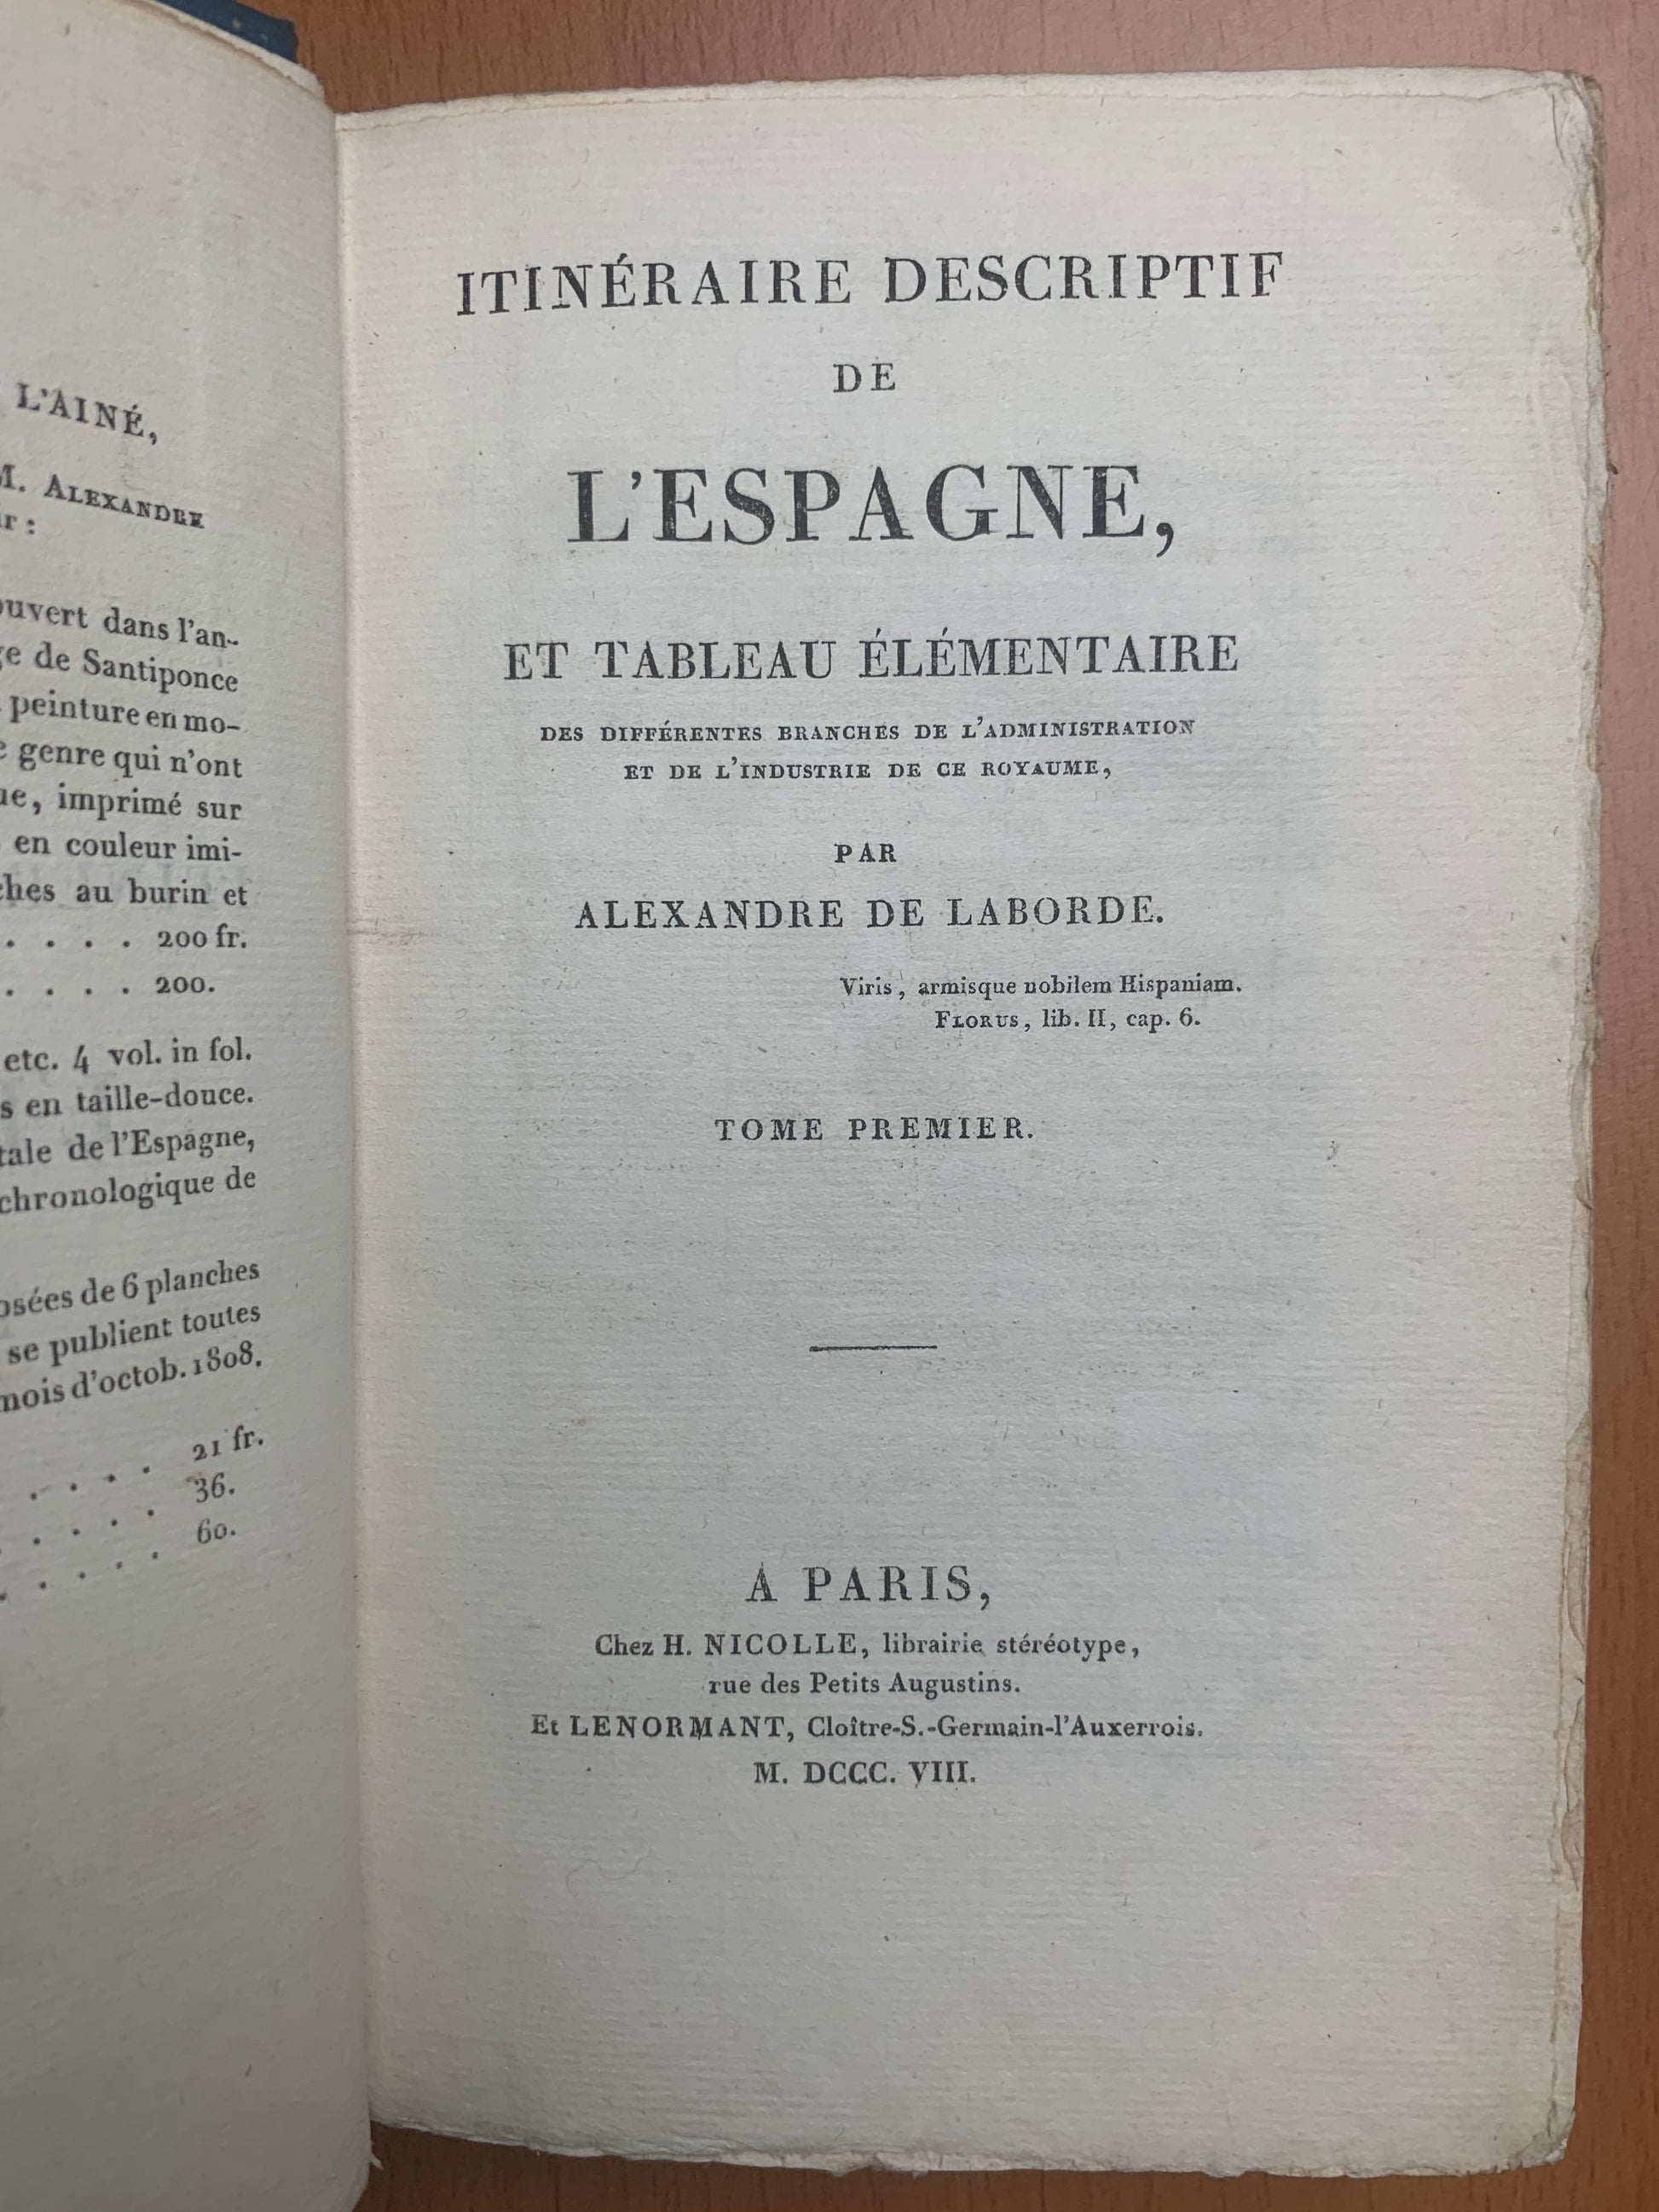 L'AINÉ,
M. ALEXANDRE
ouvert dans l'an-
de Santiponce
peinture en mo-
genre qui n'ont
imprimé sur
en couleur imi-
au burin et
. . . . 200 fr.
. . . . 200.
etc. 4 vol. in fol.
en taille-douce.
de l'Espagne,
chronologique de
de 6 planches
se publient toutes
mois d'octob. 1808.
. . . . 21 fr.
. . . . 36.
. . . . 60.
ITINÉRAIRE DESCRIPTIF
DE
L'ESPAGNE,
ET TABLEAU ÉLÉMENTAIRE
DES DIFFÉRENTES BRANCHES DE L'ADMINISTRATION
ET DE L'INDUSTRIE DE CE ROYAUME,
PAR
ALEXANDRE DE LABORDE.
Viris, armisque nobilem Hispaniam.
FLORUS, lib. II, cap. 6.
TOME PREMIER.
A PARIS,
Chez H. NICOLLE, librairie stéréotype,
rue des Petits Augustins.
Et LENORMANT, Cloître-S.-Germain-l'Auxerrois.
M. DCCC. VIII.